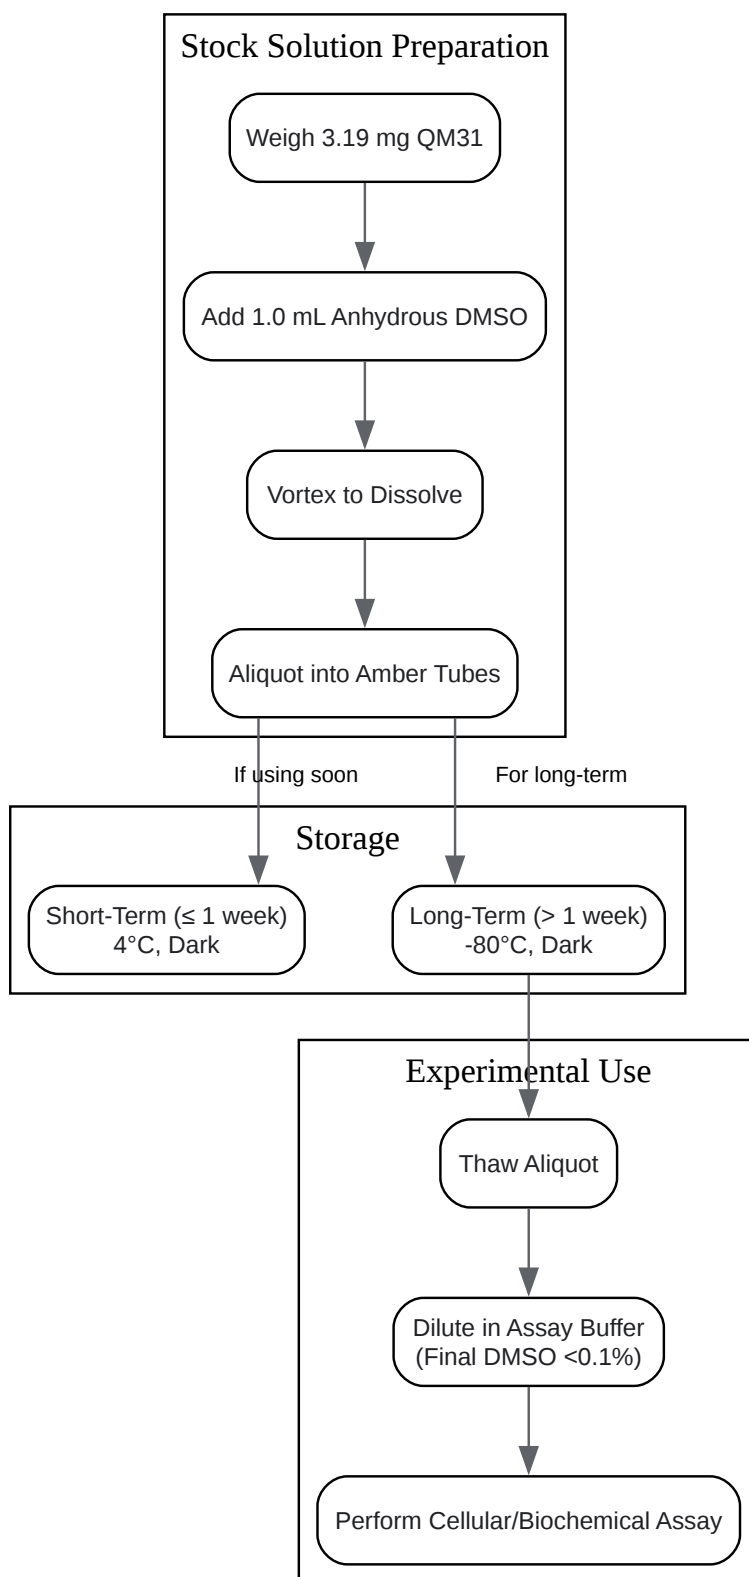 Stock Solution Preparation
Weigh 3.19 mg QM31
Add 1.0 mL Anhydrous DMSO
Vortex to Dissolve
Aliquot into Amber Tubes
If using soon
For long-term
Storage
Short-Term (≤ 1 week)
4°C, Dark
Long-Term (> 1 week)
-80°C, Dark
Experimental Use
Thaw Aliquot
Dilute in Assay Buffer
(Final DMSO <0.1%)
Perform Cellular/Biochemical Assay